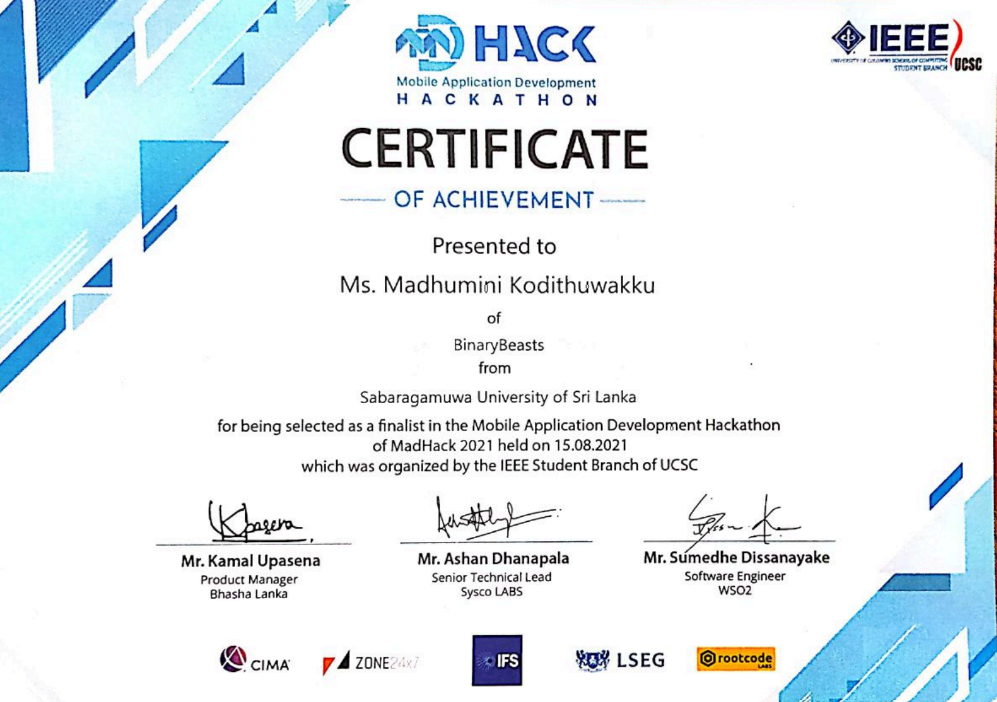 MAD HACK
Mobile Application Development
HACKATHON
IEEE
UNIVERSITY OF COLOMBO SCHOOL OF COMPUTING
STUDENT BRANCH
UCSC
CERTIFICATE
OF ACHIEVEMENT
Presented to
Ms. Madhumini Kodithuwakku
of
BinaryBeasts
from
Sabaragamuwa University of Sri Lanka
for being selected as a finalist in the Mobile Application Development Hackathon
of MadHack 2021 held on 15.08.2021
which was organized by the IEEE Student Branch of UCSC
Mr. Kamal Upasena
Product Manager
Bhasha Lanka
Mr. Ashan Dhanapala
Senior Technical Lead
Sysco LABS
Mr. Sumedhe Dissanayake
Software Engineer
WSO2
CIMA
ZONE24x7
IFS
LSEG
rootcode
LABS